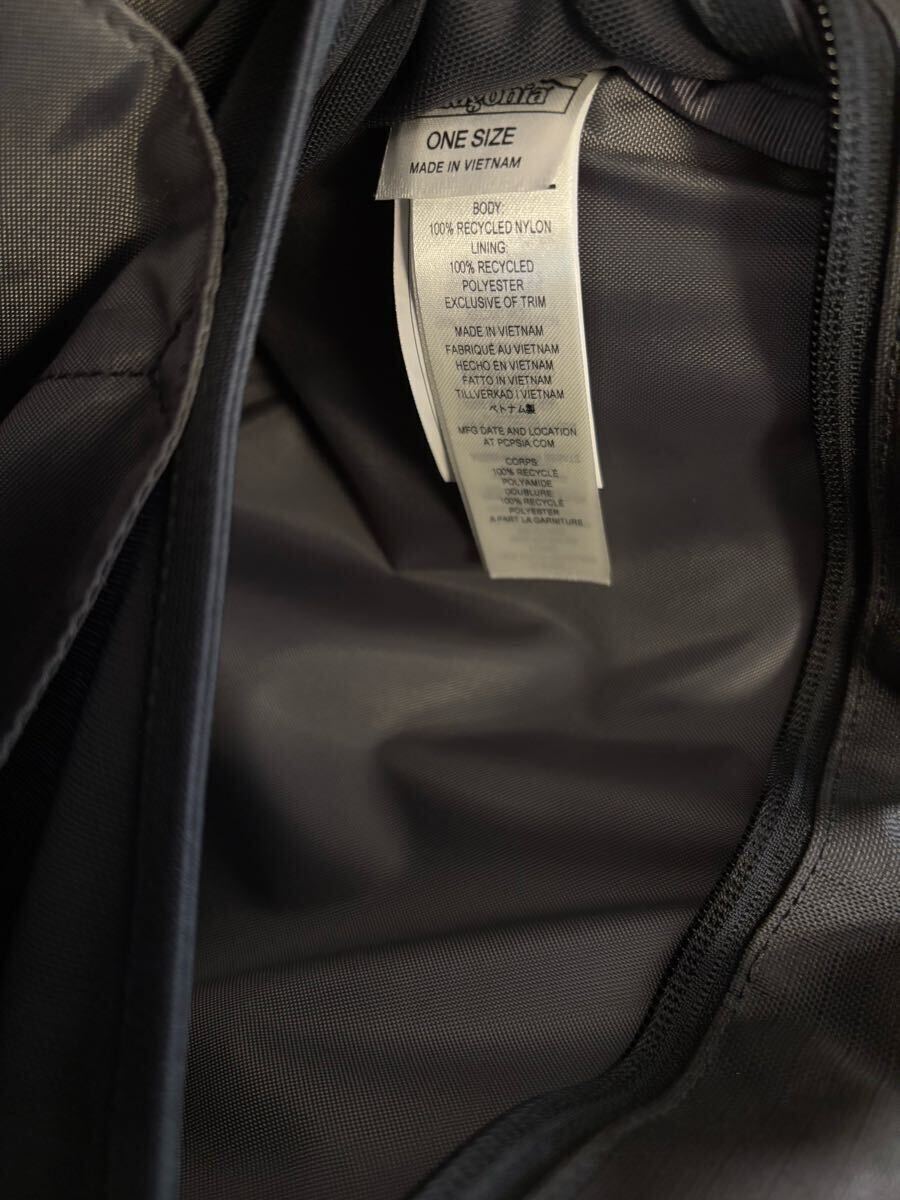 ONE SIZE
MADE IN VIETNAM
BODY:
100% RECYCLED NYLON
LINING:
100% RECYCLED
POLYESTER
EXCLUSIVE OF TRIM
MADE IN VIETNAM
FABRIQUÉ AU VIETNAM
HECHO EN VIETNAM
FATTO IN VIETNAM
TILLVERKAD I VIETNAM
ベトナム製
MFG DATE AND LOCATION
AT PCPSIA.COM
CORPS:
100% RECYCLÉ
POLYAMIDE
DOUBLURE:
100% RECYCLÉ
POLYESTER
À PART LA GARNITURE